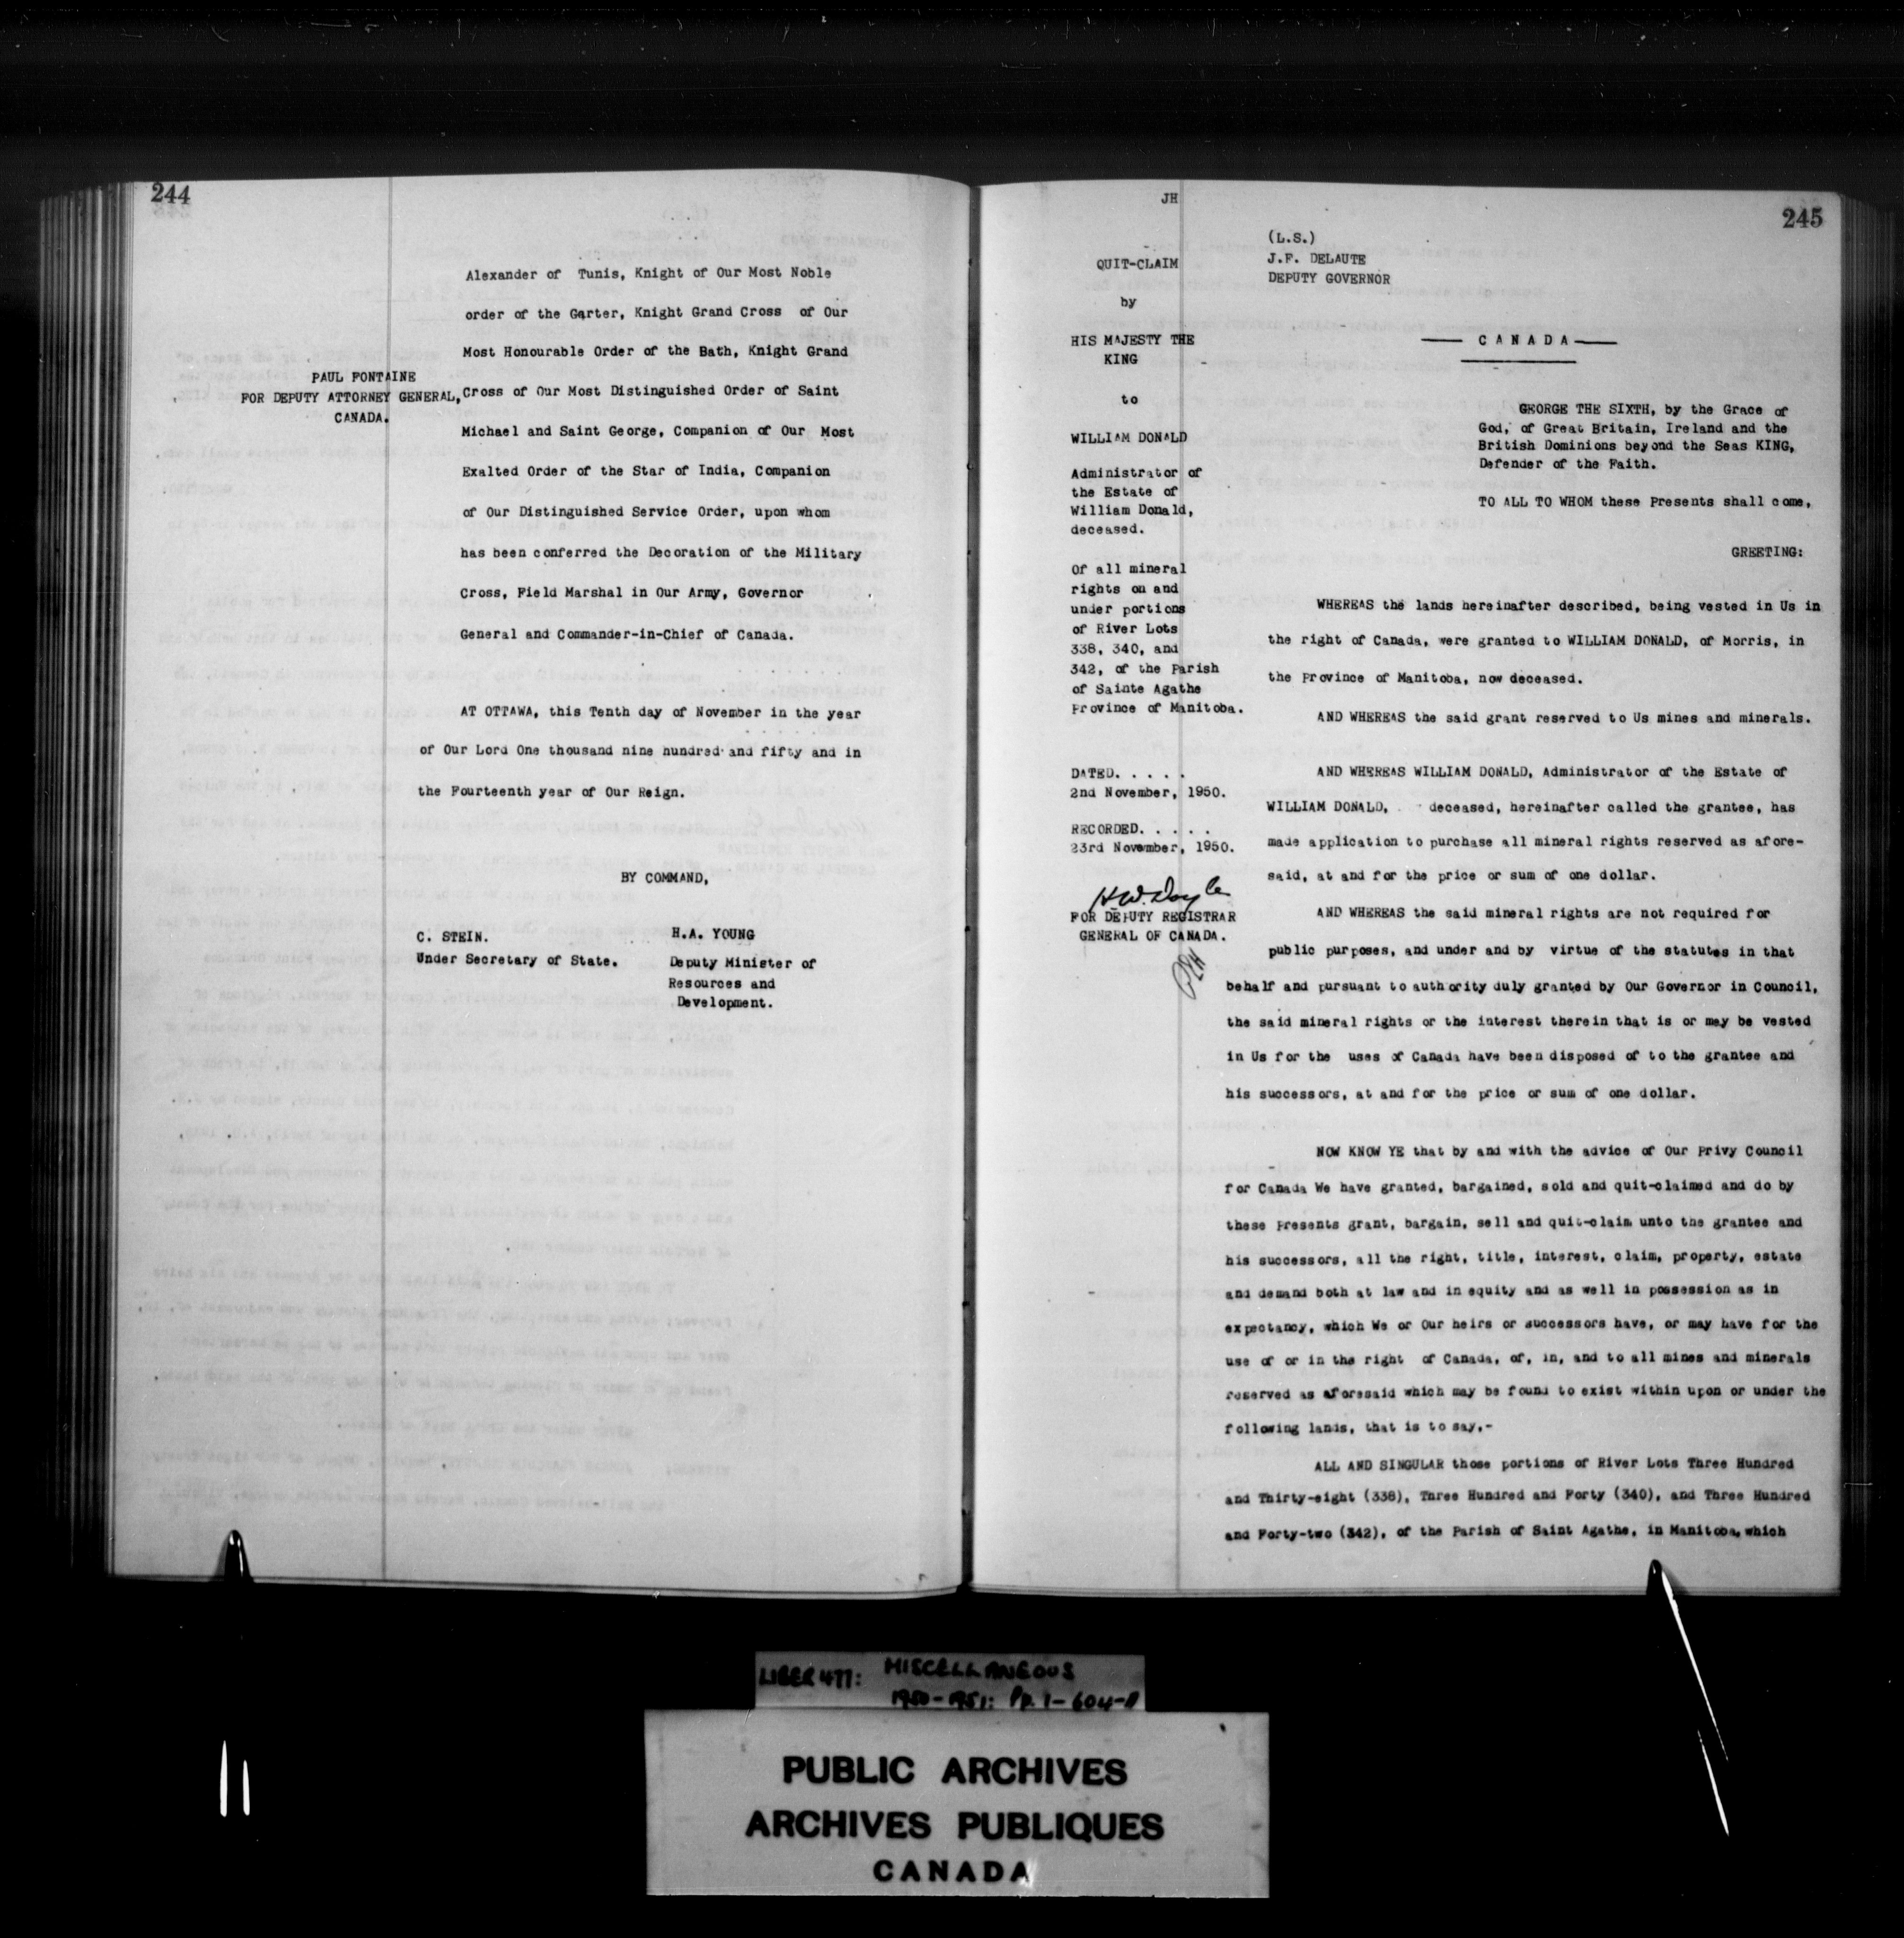 244
Alexander of Tunis, Knight of Our Most Noble
order of the Garter, Knight Grand Cross of Our
Most Honourable Order of the Bath, Knight Grand
PAUL FONTAINE
FOR DEPUTY ATTORNEY GENERAL,
CANADA.
Cross of Our Most Distinguished Order of Saint
Michael and Saint George, Companion of Our Most
Exalted Order of the Star of India, Companion
of Our Distinguished Service Order, upon whom
has been conferred the Decoration of the Military
Cross, Field Marshal in Our Army, Governor
General and Commander-in-Chief of Canada.
AT OTTAWA, this Tenth day of November in the year
of Our Lord One thousand nine hundred and fifty and in
the Fourteenth year of Our Reign.
BY COMMAND,
C. STEIN.
Under Secretary of State.
H.A. YOUNG
Deputy Minister of
Resources and
Development.
JH
245
QUIT-CLAIM
by
HIS MAJESTY THE
KING
to
WILLIAM DONALD
Administrator of
the Estate of
William Donald,
deceased.
Of all mineral
rights on and
under portions
of River Lots
338, 340, and
342, of the Parish
of Sainte Agathe
Province of Manitoba.
DATED. . . . .
2nd November, 1950.
RECORDED. . . . .
23rd November, 1950.
H.W. Doyle
FOR DEPUTY REGISTRAR
GENERAL OF CANADA.
(L.S.)
J.F. DELAUTE
DEPUTY GOVERNOR
CANADA
GEORGE THE SIXTH, by the Grace of
God, of Great Britain, Ireland and the
British Dominions beyond the Seas KING,
Defender of the Faith.
TO ALL TO WHOM these Presents shall come,
GREETING:
WHEREAS the lands hereinafter described, being vested in Us in
the right of Canada, were granted to WILLIAM DONALD, of Morris, in
the Province of Manitoba, now deceased.
AND WHEREAS the said grant reserved to Us mines and minerals.
AND WHEREAS WILLIAM DONALD, Administrator of the Estate of
WILLIAM DONALD, deceased, hereinafter called the grantee, has
made application to purchase all mineral rights reserved as afore-
said, at and for the price or sum of one dollar.
AND WHEREAS the said mineral rights are not required for
public purposes, and under and by virtue of the statutes in that
behalf and pursuant to authority duly granted by Our Governor in Council,
the said mineral rights or the interest therein that is or may be vested
in Us for the uses of Canada have been disposed of to the grantee and
his successors, at and for the price or sum of one dollar.
NOW KNOW YE that by and with the advice of Our Privy Council
for Canada We have granted, bargained, sold and quit-claimed and do by
these Presents grant, bargain, sell and quit-claim unto the grantee and
his successors, all the right, title, interest, claim, property, estate
and demand both at law and in equity and as well in possession as in
expectancy, which We or Our heirs or successors have, or may have for the
use of or in the right of Canada, of, in, and to all mines and minerals
reserved as aforesaid which may be found to exist within upon or under the
following lands, that is to say,-
ALL AND SINGULAR those portions of River Lots Three Hundred
and Thirty-eight (338), Three Hundred and Forty (340), and Three Hundred
and Forty-two (342), of the Parish of Saint Agathe, in Manitoba, which
LIBER 477: MISCELLANEOUS
1950-1951: Pp. 1-604-A
PUBLIC ARCHIVES
ARCHIVES PUBLIQUES
CANADA